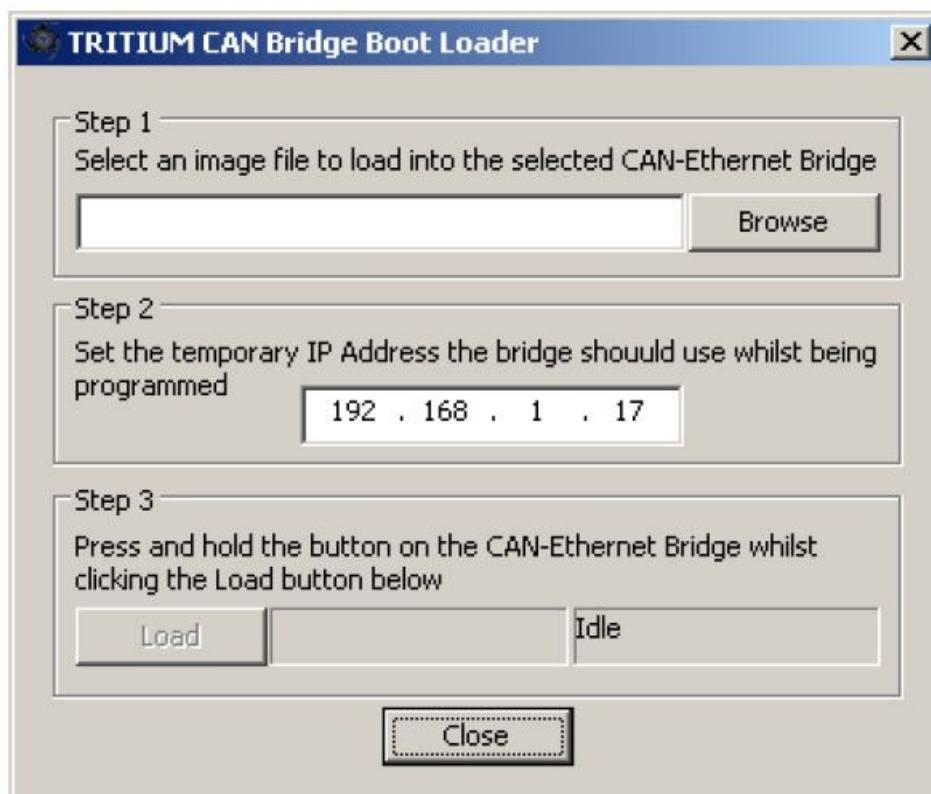 TRITIUM CAN Bridge Boot Loader
Step 1
Select an image file to load into the selected CAN-Ethernet Bridge
Browse
Step 2
Set the temporary IP Address the bridge shouuld use whilst being
programmed
192 . 168 . 1 . 17
Step 3
Press and hold the button on the CAN-Ethernet Bridge whilst
clicking the Load button below
Load Idle
Close